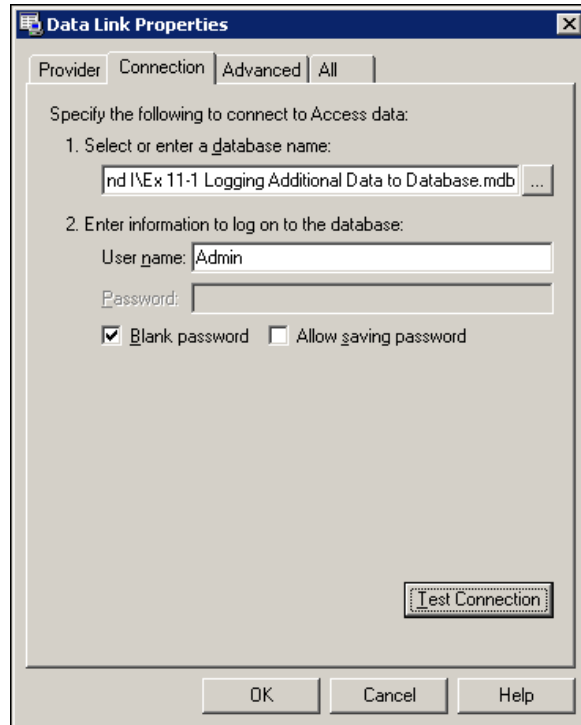 Data Link Properties
Provider Connection Advanced All
Specify the following to connect to Access data:
1. Select or enter a database name:
nd I\Ex 11-1 Logging Additional Data to Database.mdb ...
2. Enter information to log on to the database:
User name: Admin
Password:
Blank password Allow saving password
Test Connection
OK Cancel Help